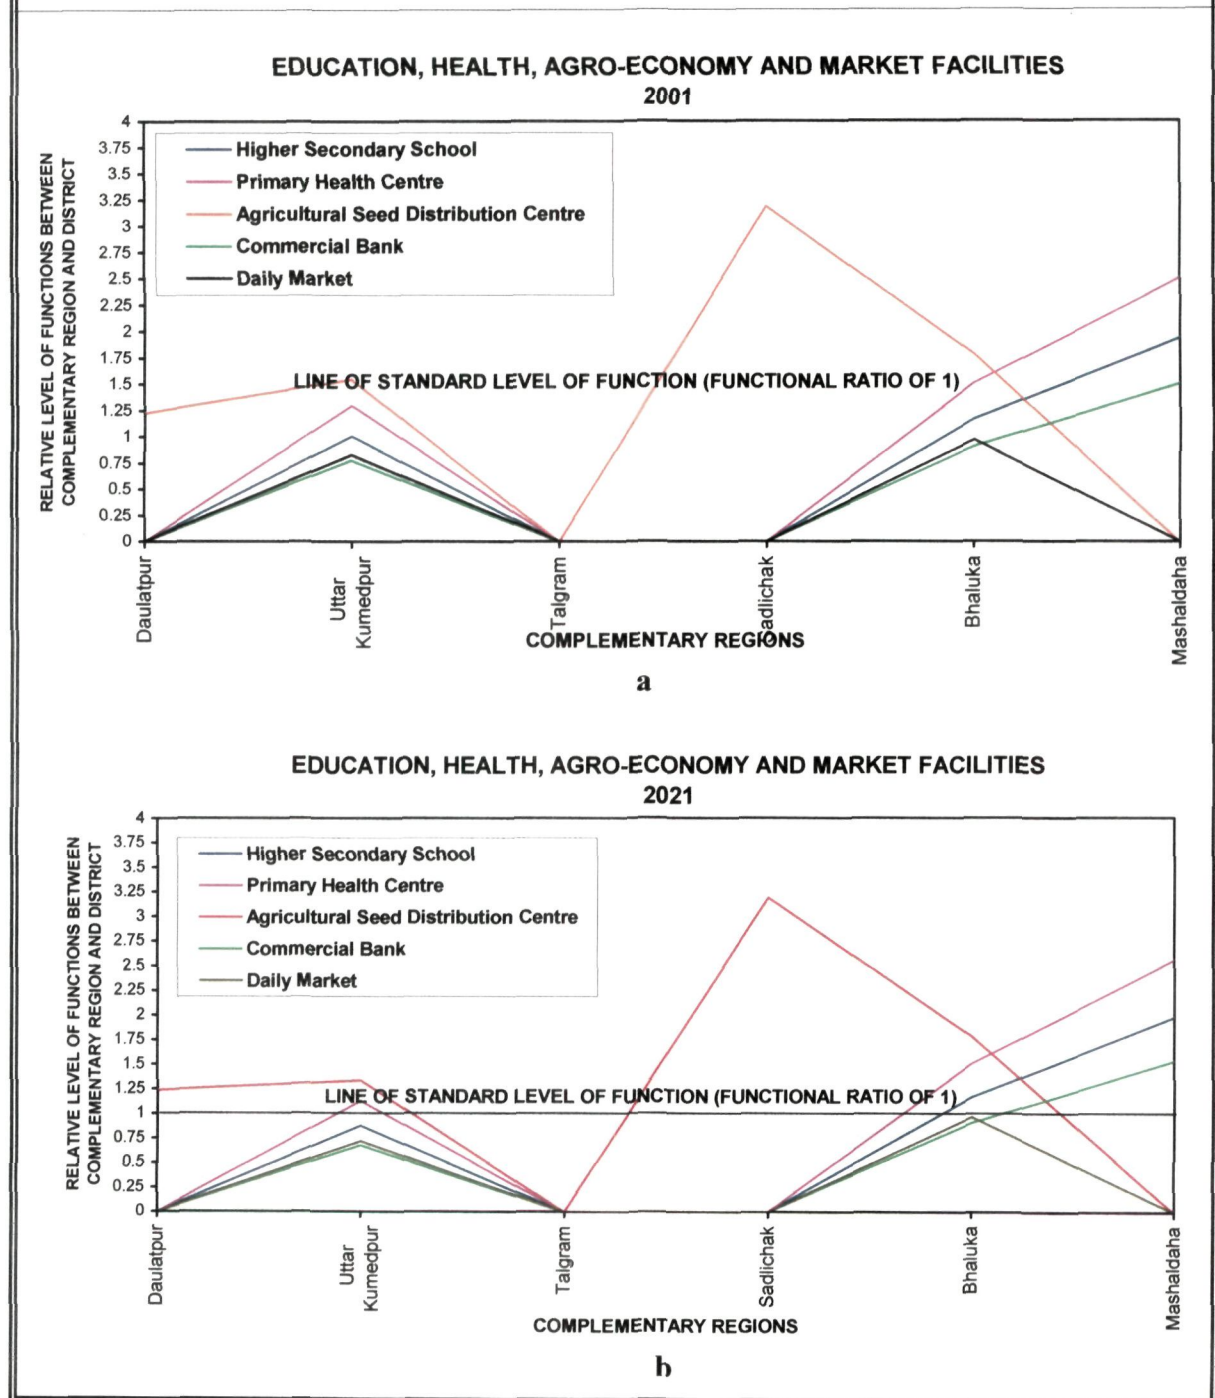 EDUCATION, HEALTH, AGRO-ECONOMY AND MARKET FACILITIES
2001
RELATIVE LEVEL OF FUNCTIONS BETWEEN
COMPLEMENTARY REGION AND DISTRICT
4
3.75
3.5
3.25
3
2.75
2.5
2.25
2
1.75
1.5
1.25
1
0.75
0.5
0.25
0
Higher Secondary School
Primary Health Centre
Agricultural Seed Distribution Centre
Commercial Bank
Daily Market
LINE OF STANDARD LEVEL OF FUNCTION (FUNCTIONAL RATIO OF 1)
Daulatpur
Uttar
Kumedpur
Talgram
Sadlichak
Bhaluka
Mashaldaha
COMPLEMENTARY REGIONS
a
EDUCATION, HEALTH, AGRO-ECONOMY AND MARKET FACILITIES
2021
RELATIVE LEVEL OF FUNCTIONS BETWEEN
COMPLEMENTARY REGION AND DISTRICT
4
3.75
3.5
3.25
3
2.75
2.5
2.25
2
1.75
1.5
1.25
1
0.75
0.5
0.25
0
Higher Secondary School
Primary Health Centre
Agricultural Seed Distribution Centre
Commercial Bank
Daily Market
LINE OF STANDARD LEVEL OF FUNCTION (FUNCTIONAL RATIO OF 1)
Daulatpur
Uttar
Kumedpur
Talgram
Sadlichak
Bhaluka
Mashaldaha
COMPLEMENTARY REGIONS
b